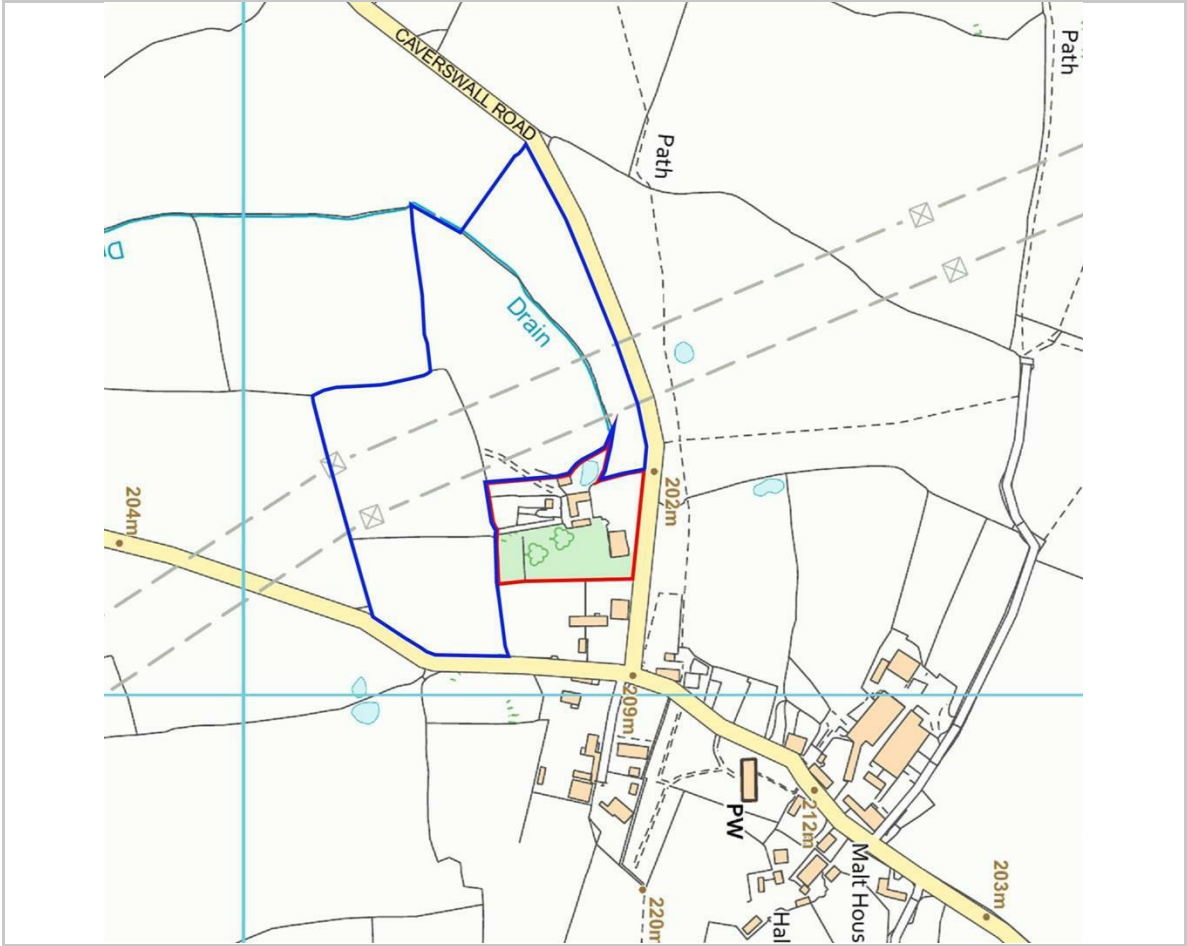 CAVERSWALL ROAD
Path
Path
D
Drain
204m
202m
209m
PW
212m
Malt Hous
203m
220m
Hal